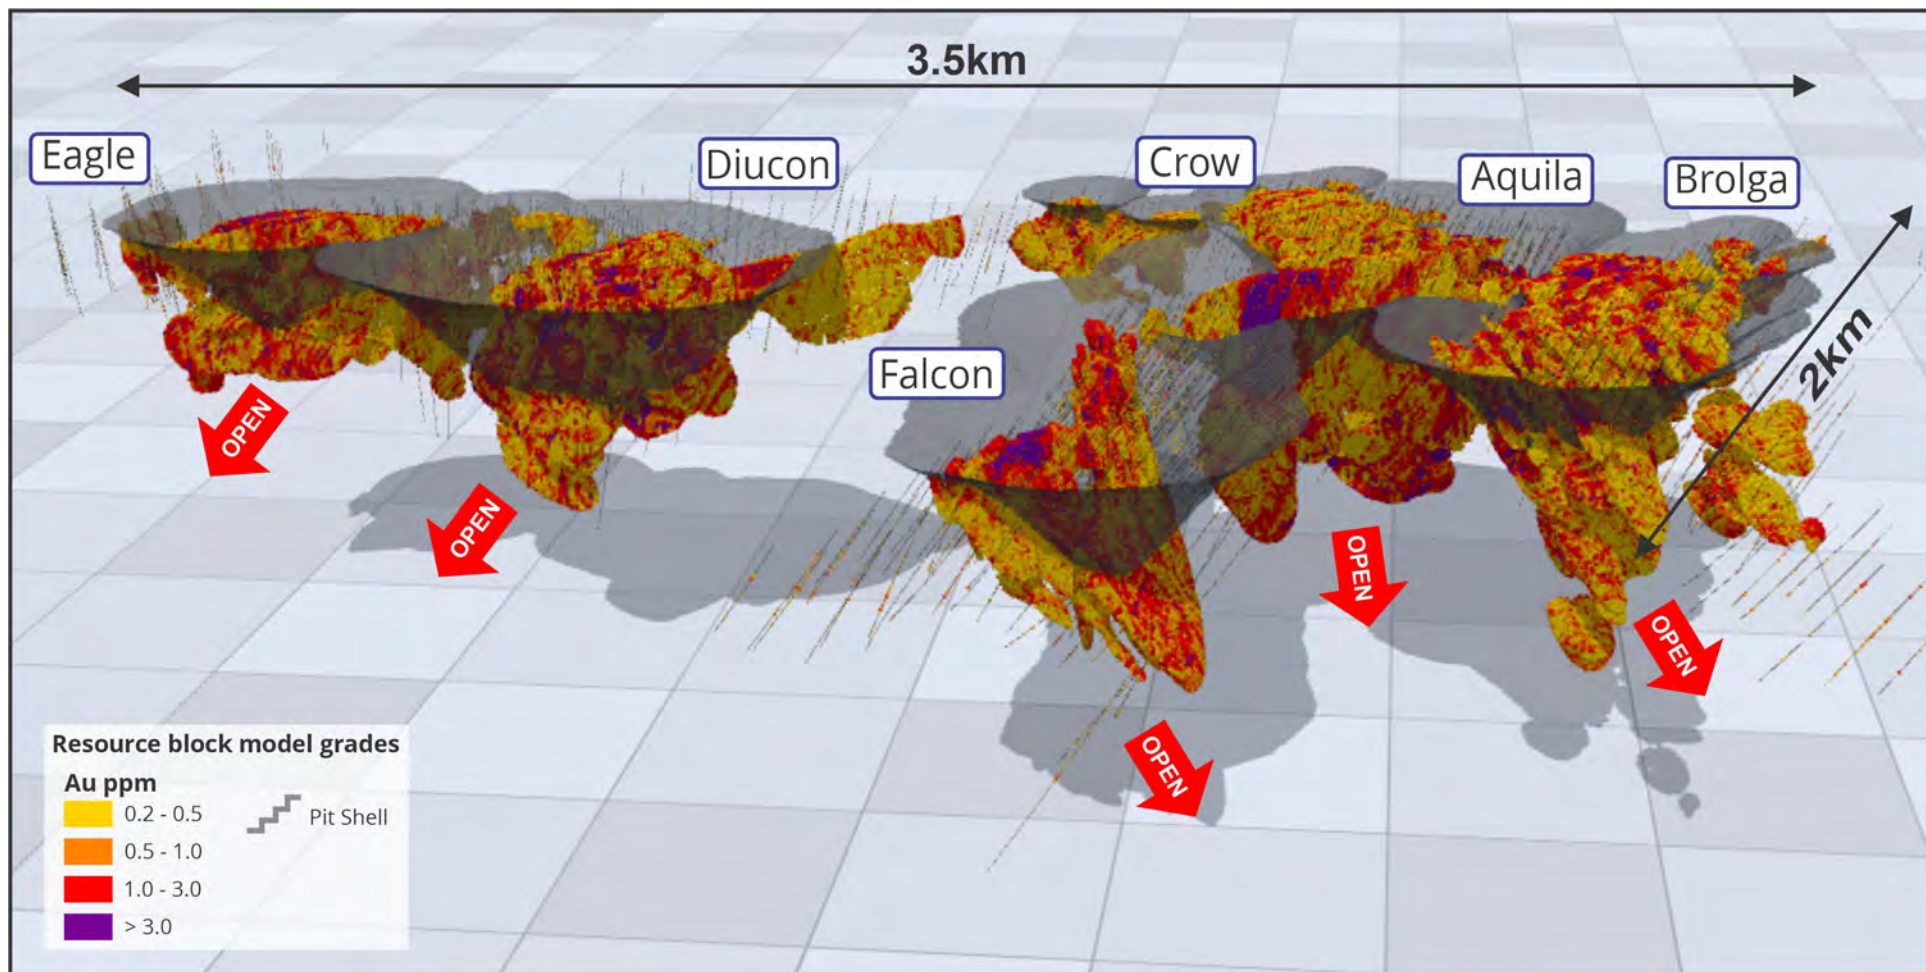 3.5km
Eagle
Diucon
Crow
Aquila
Brolga
2km
Falcon
OPEN
OPEN
OPEN
OPEN
OPEN
Resource block model grades
Au ppm
0.2 - 0.5
0.5 - 1.0
1.0 - 3.0
> 3.0
Pit Shell